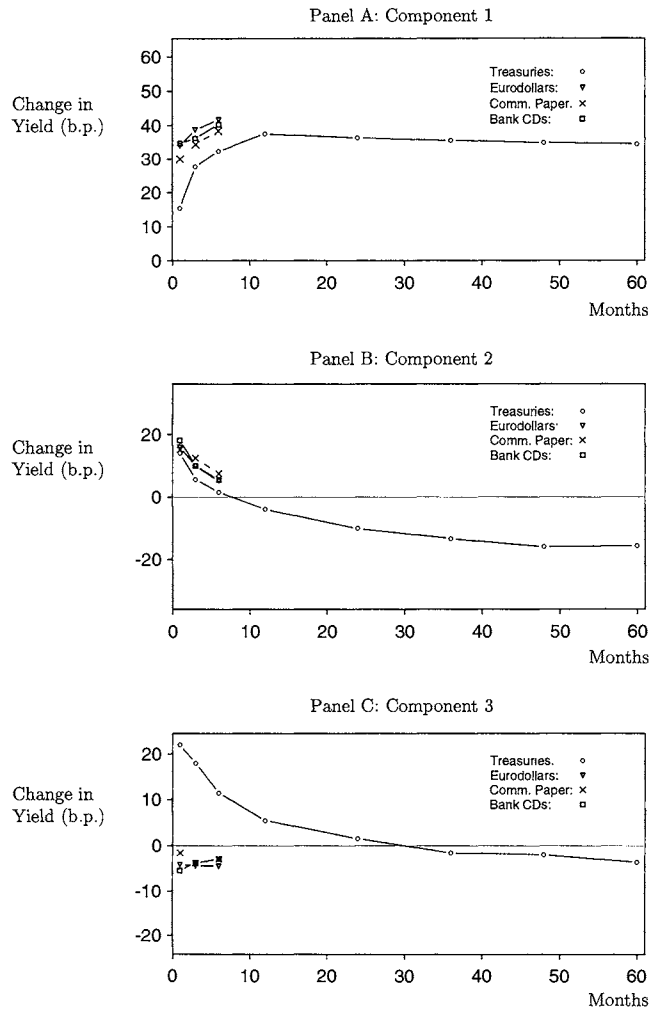 Panel A: Component 1
Change in
Yield (b.p.)
60
50
40
30
20
10
0
Treasuries:
Eurodollars:
Comm. Paper.
Bank CDs:
0 10 20 30 40 50 60
Months
Panel B: Component 2
Change in
Yield (b.p.)
20
0
-20
Treasuries:
Eurodollars:
Comm. Paper:
Bank CDs:
0 10 20 30 40 50 60
Months
Panel C: Component 3
Change in
Yield (b.p.)
20
10
0
-10
-20
Treasuries.
Eurodollars:
Comm. Paper:
Bank CDs:
0 10 20 30 40 50 60
Months